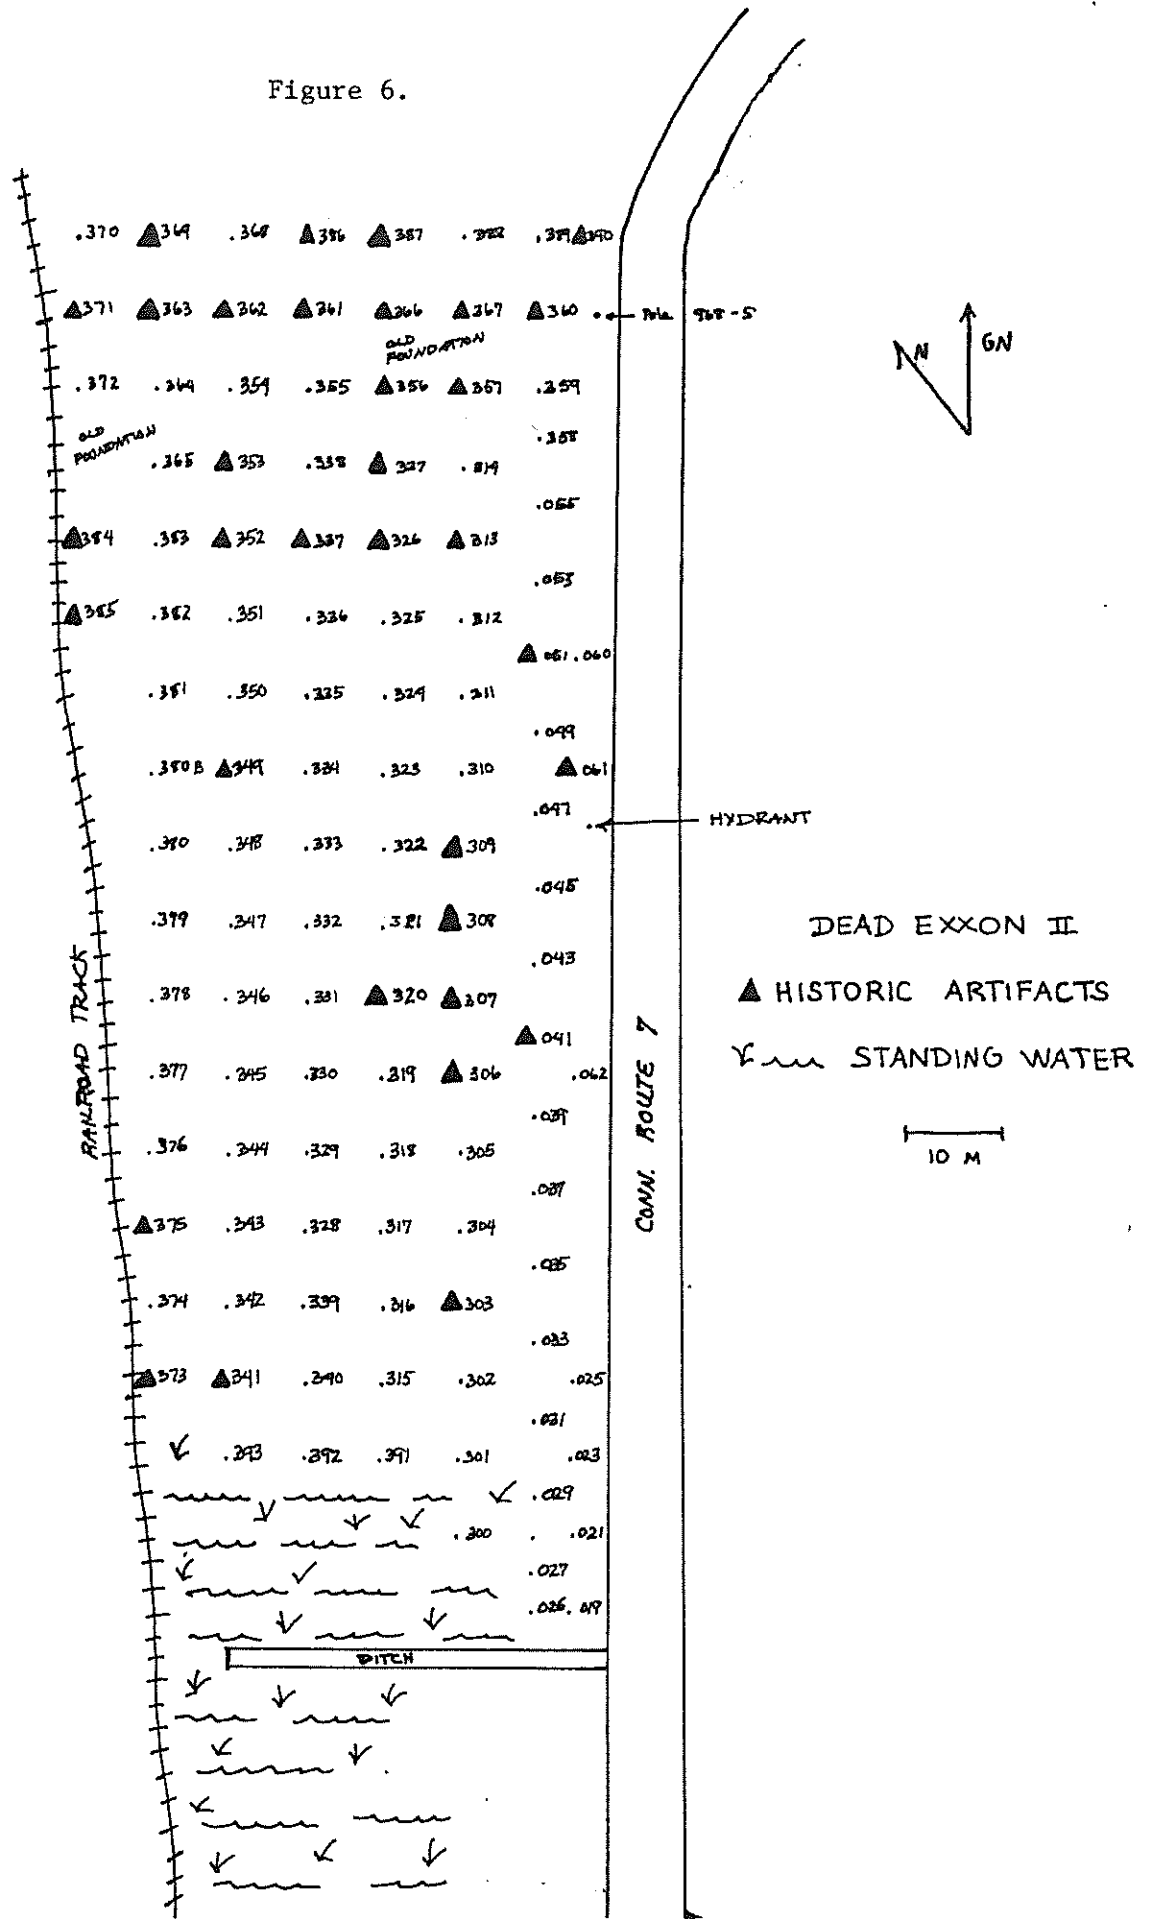 Figure 6.
.370 369 .368 386 387 .388 .389 390
371 363 362 361 366 367 360 Pole 968-5
OLD
FOUNDATION
GN
N
.372 .364 .354 .355 356 357 .359
OLD
FOUNDATION
.358
.365 353 .338 327 .314
.055
384 .383 352 337 326 313
.053
385 .382 .351 .336 .325 .312
051 .060
.381 .350 .335 .324 .311
.049
.380B 349 .334 .323 .310 061
.047
HYDRANT
.380 .348 .333 .322 309
.045
.379 .347 .332 .321 308
DEAD EXXON II
.043
.378 .346 .331 320 307
HISTORIC ARTIFACTS
041
STANDING WATER
.377 .345 .330 .319 306 .062
RAILROAD TRACK
CONN. ROUTE 7
.039
10 M
.376 .344 .329 .318 .305
.037
375 .343 .328 .317 .304
.035
.374 .342 .339 .316 303
.033
373 341 .340 .315 .302 .025
.031
.393 .392 .391 .301 .023
.029
.300 .021
.027
.026 .019
DITCH